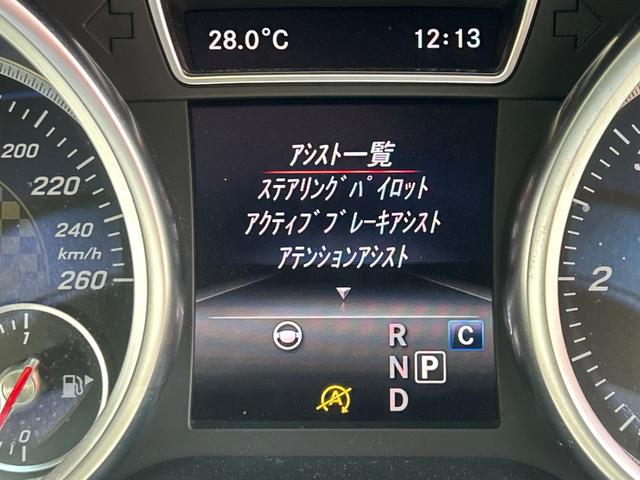 28.0°C 12:13
アシスト一覧
ステアリングパイロット
アクティブブレーキアシスト
アテンションアシスト
R C
N P
A D
200
220
240
km/h
260
1
0
2